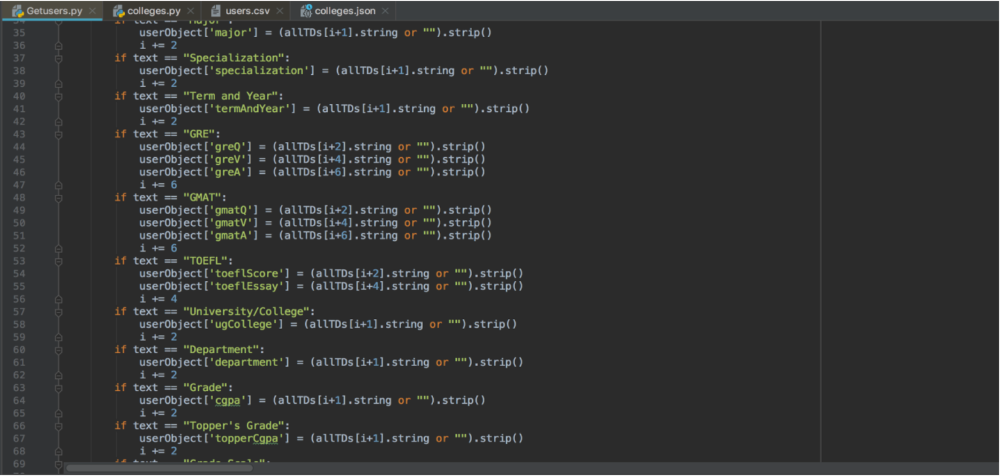 Getusers.py × colleges.py × users.csv × colleges.json ×
34 if text == "Major":
35 userObject['major'] = (allTDs[i+1].string or "").strip()
36 i += 2
37 if text == "Specialization":
38 userObject['specialization'] = (allTDs[i+1].string or "").strip()
39 i += 2
40 if text == "Term and Year":
41 userObject['termAndYear'] = (allTDs[i+1].string or "").strip()
42 i += 2
43 if text == "GRE":
44 userObject['greQ'] = (allTDs[i+2].string or "").strip()
45 userObject['greV'] = (allTDs[i+4].string or "").strip()
46 userObject['greA'] = (allTDs[i+6].string or "").strip()
47 i += 6
48 if text == "GMAT":
49 userObject['gmatQ'] = (allTDs[i+2].string or "").strip()
50 userObject['gmatV'] = (allTDs[i+4].string or "").strip()
51 userObject['gmatA'] = (allTDs[i+6].string or "").strip()
52 i += 6
53 if text == "TOEFL":
54 userObject['toeflScore'] = (allTDs[i+2].string or "").strip()
55 userObject['toeflEssay'] = (allTDs[i+4].string or "").strip()
56 i += 4
57 if text == "University/College":
58 userObject['ugCollege'] = (allTDs[i+1].string or "").strip()
59 i += 2
60 if text == "Department":
61 userObject['department'] = (allTDs[i+1].string or "").strip()
62 i += 2
63 if text == "Grade":
64 userObject['cgpa'] = (allTDs[i+1].string or "").strip()
65 i += 2
66 if text == "Topper's Grade":
67 userObject['topperCgpa'] = (allTDs[i+1].string or "").strip()
68 i += 2
69 if text == "Grade Scale":